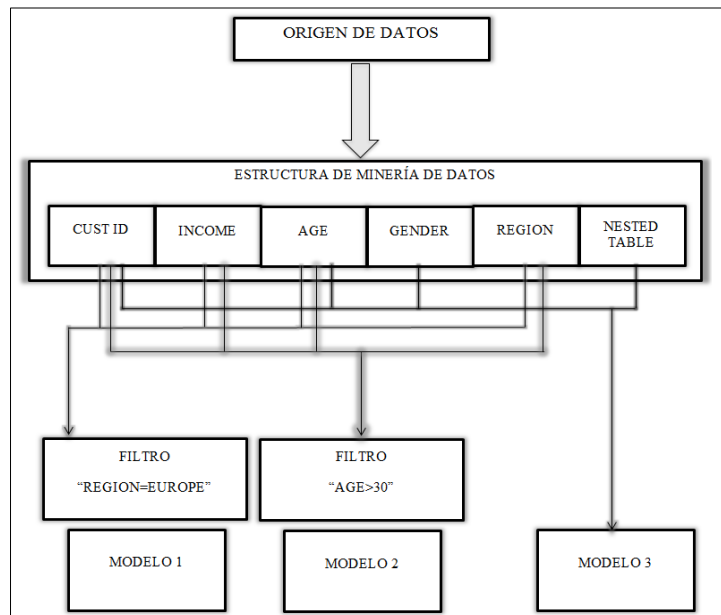 ORIGEN DE DATOS
ESTRUCTURA DE MINERÍA DE DATOS
CUST ID
INCOME
AGE
GENDER
REGION
NESTED
TABLE
FILTRO
“REGION=EUROPE”
FILTRO
“AGE>30”
MODELO 1
MODELO 2
MODELO 3